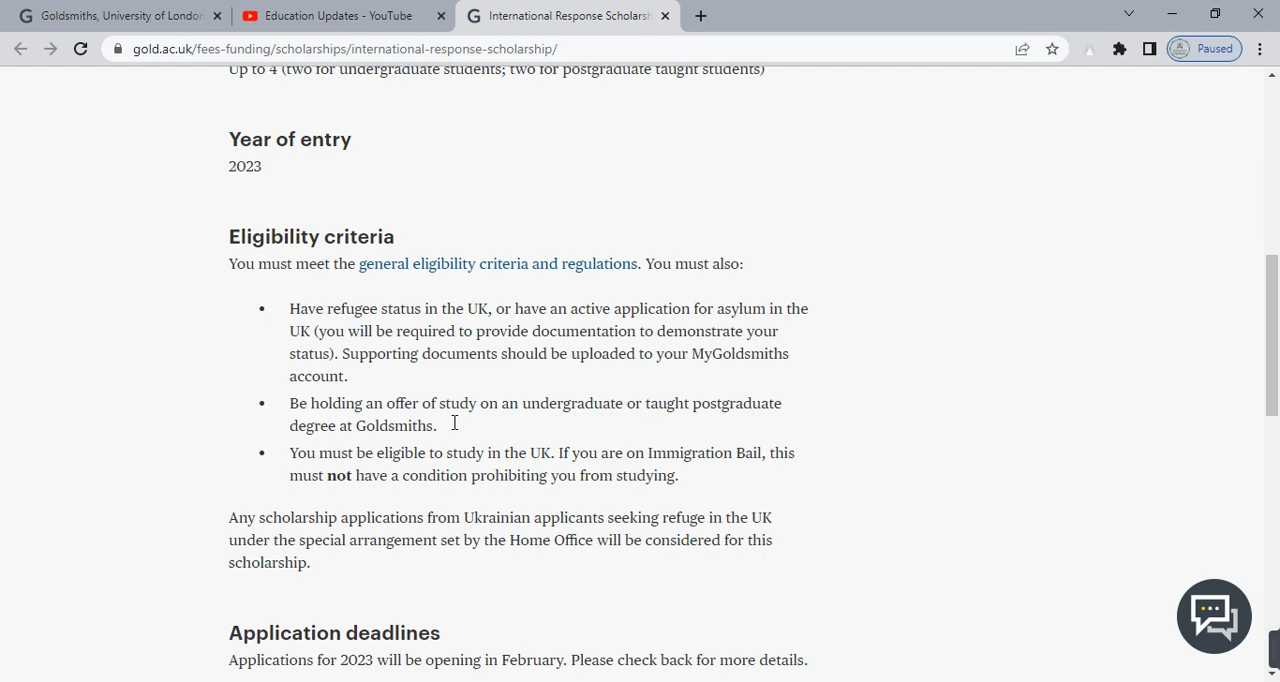 Goldsmiths, University of London
Education Updates - YouTube
International Response Scholarsh
gold.ac.uk/fees-funding/scholarships/international-response-scholarship/
Paused
Up to 4 (two for undergraduate students; two for postgraduate taught students)
Year of entry
2023
Eligibility criteria
You must meet the general eligibility criteria and regulations. You must also:
• Have refugee status in the UK, or have an active application for asylum in the
UK (you will be required to provide documentation to demonstrate your
status). Supporting documents should be uploaded to your MyGoldsmiths
account.
• Be holding an offer of study on an undergraduate or taught postgraduate
degree at Goldsmiths.
• You must be eligible to study in the UK. If you are on Immigration Bail, this
must not have a condition prohibiting you from studying.
Any scholarship applications from Ukrainian applicants seeking refuge in the UK
under the special arrangement set by the Home Office will be considered for this
scholarship.
Application deadlines
Applications for 2023 will be opening in February. Please check back for more details.